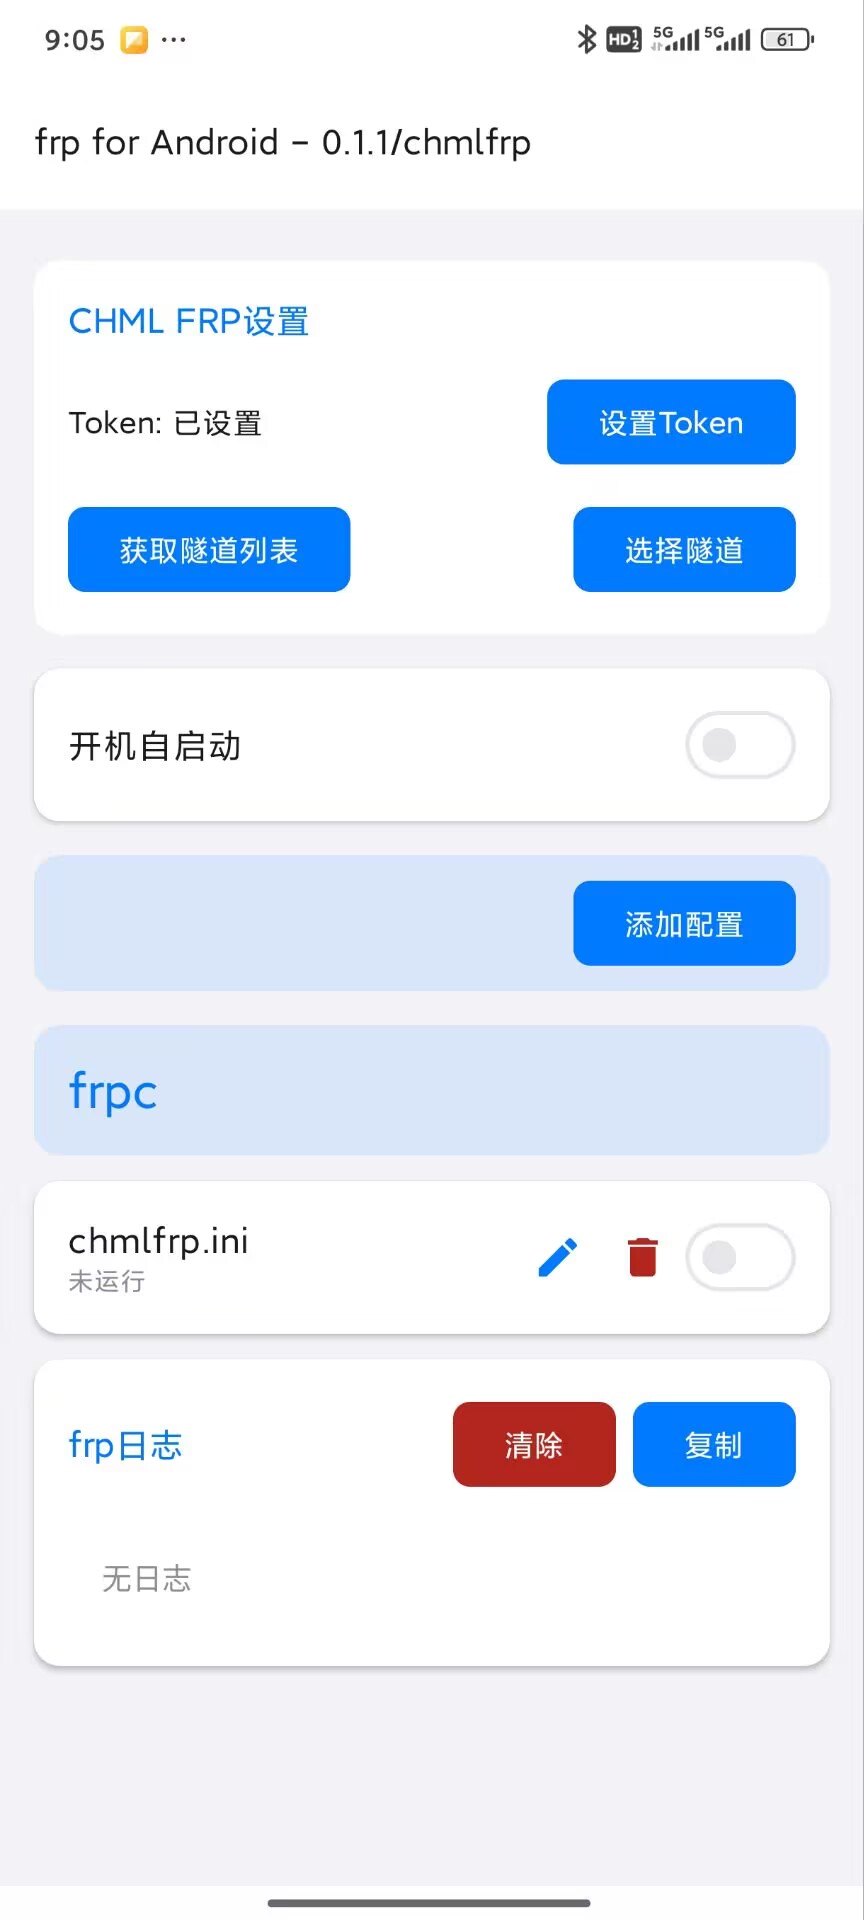 9:05 ... HD 1 2 5G 5G 61
frp for Android – 0.1.1/chmlfrp
CHML FRP设置
Token: 已设置 设置Token
获取隧道列表 选择隧道
开机自启动
添加配置
frpc
chmlfrp.ini
未运行
frp日志 清除 复制
无日志